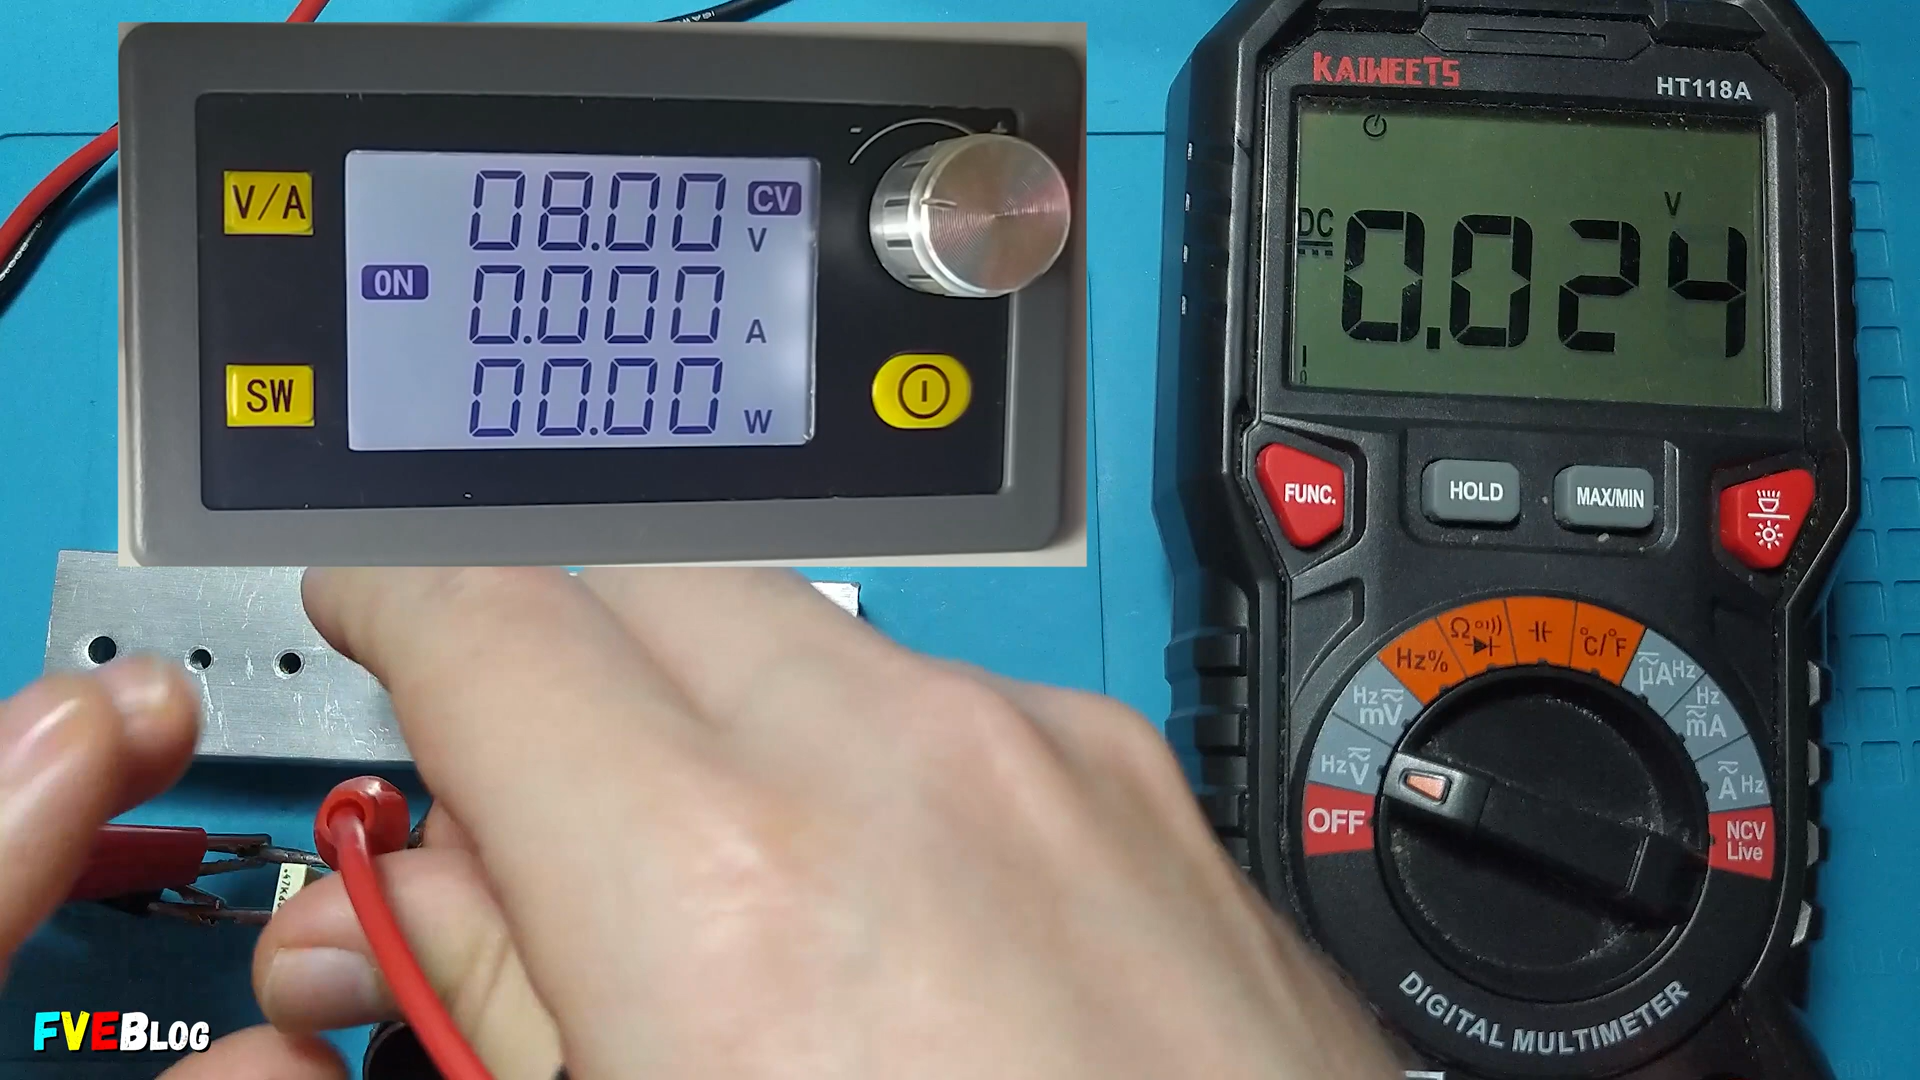 V/A
08.00 CV
V
ON
0.000 A
SW
00.00 W
KAIWEETS
HT118A
DC
V
0.024
FUNC.
HOLD
MAX/MIN
Hz%
Ω
°C/°F
μA Hz
Hz mV
Hz mA
Hz V
A Hz
OFF
NCV
Live
DIGITAL MULTIMETER
FVEBLOG